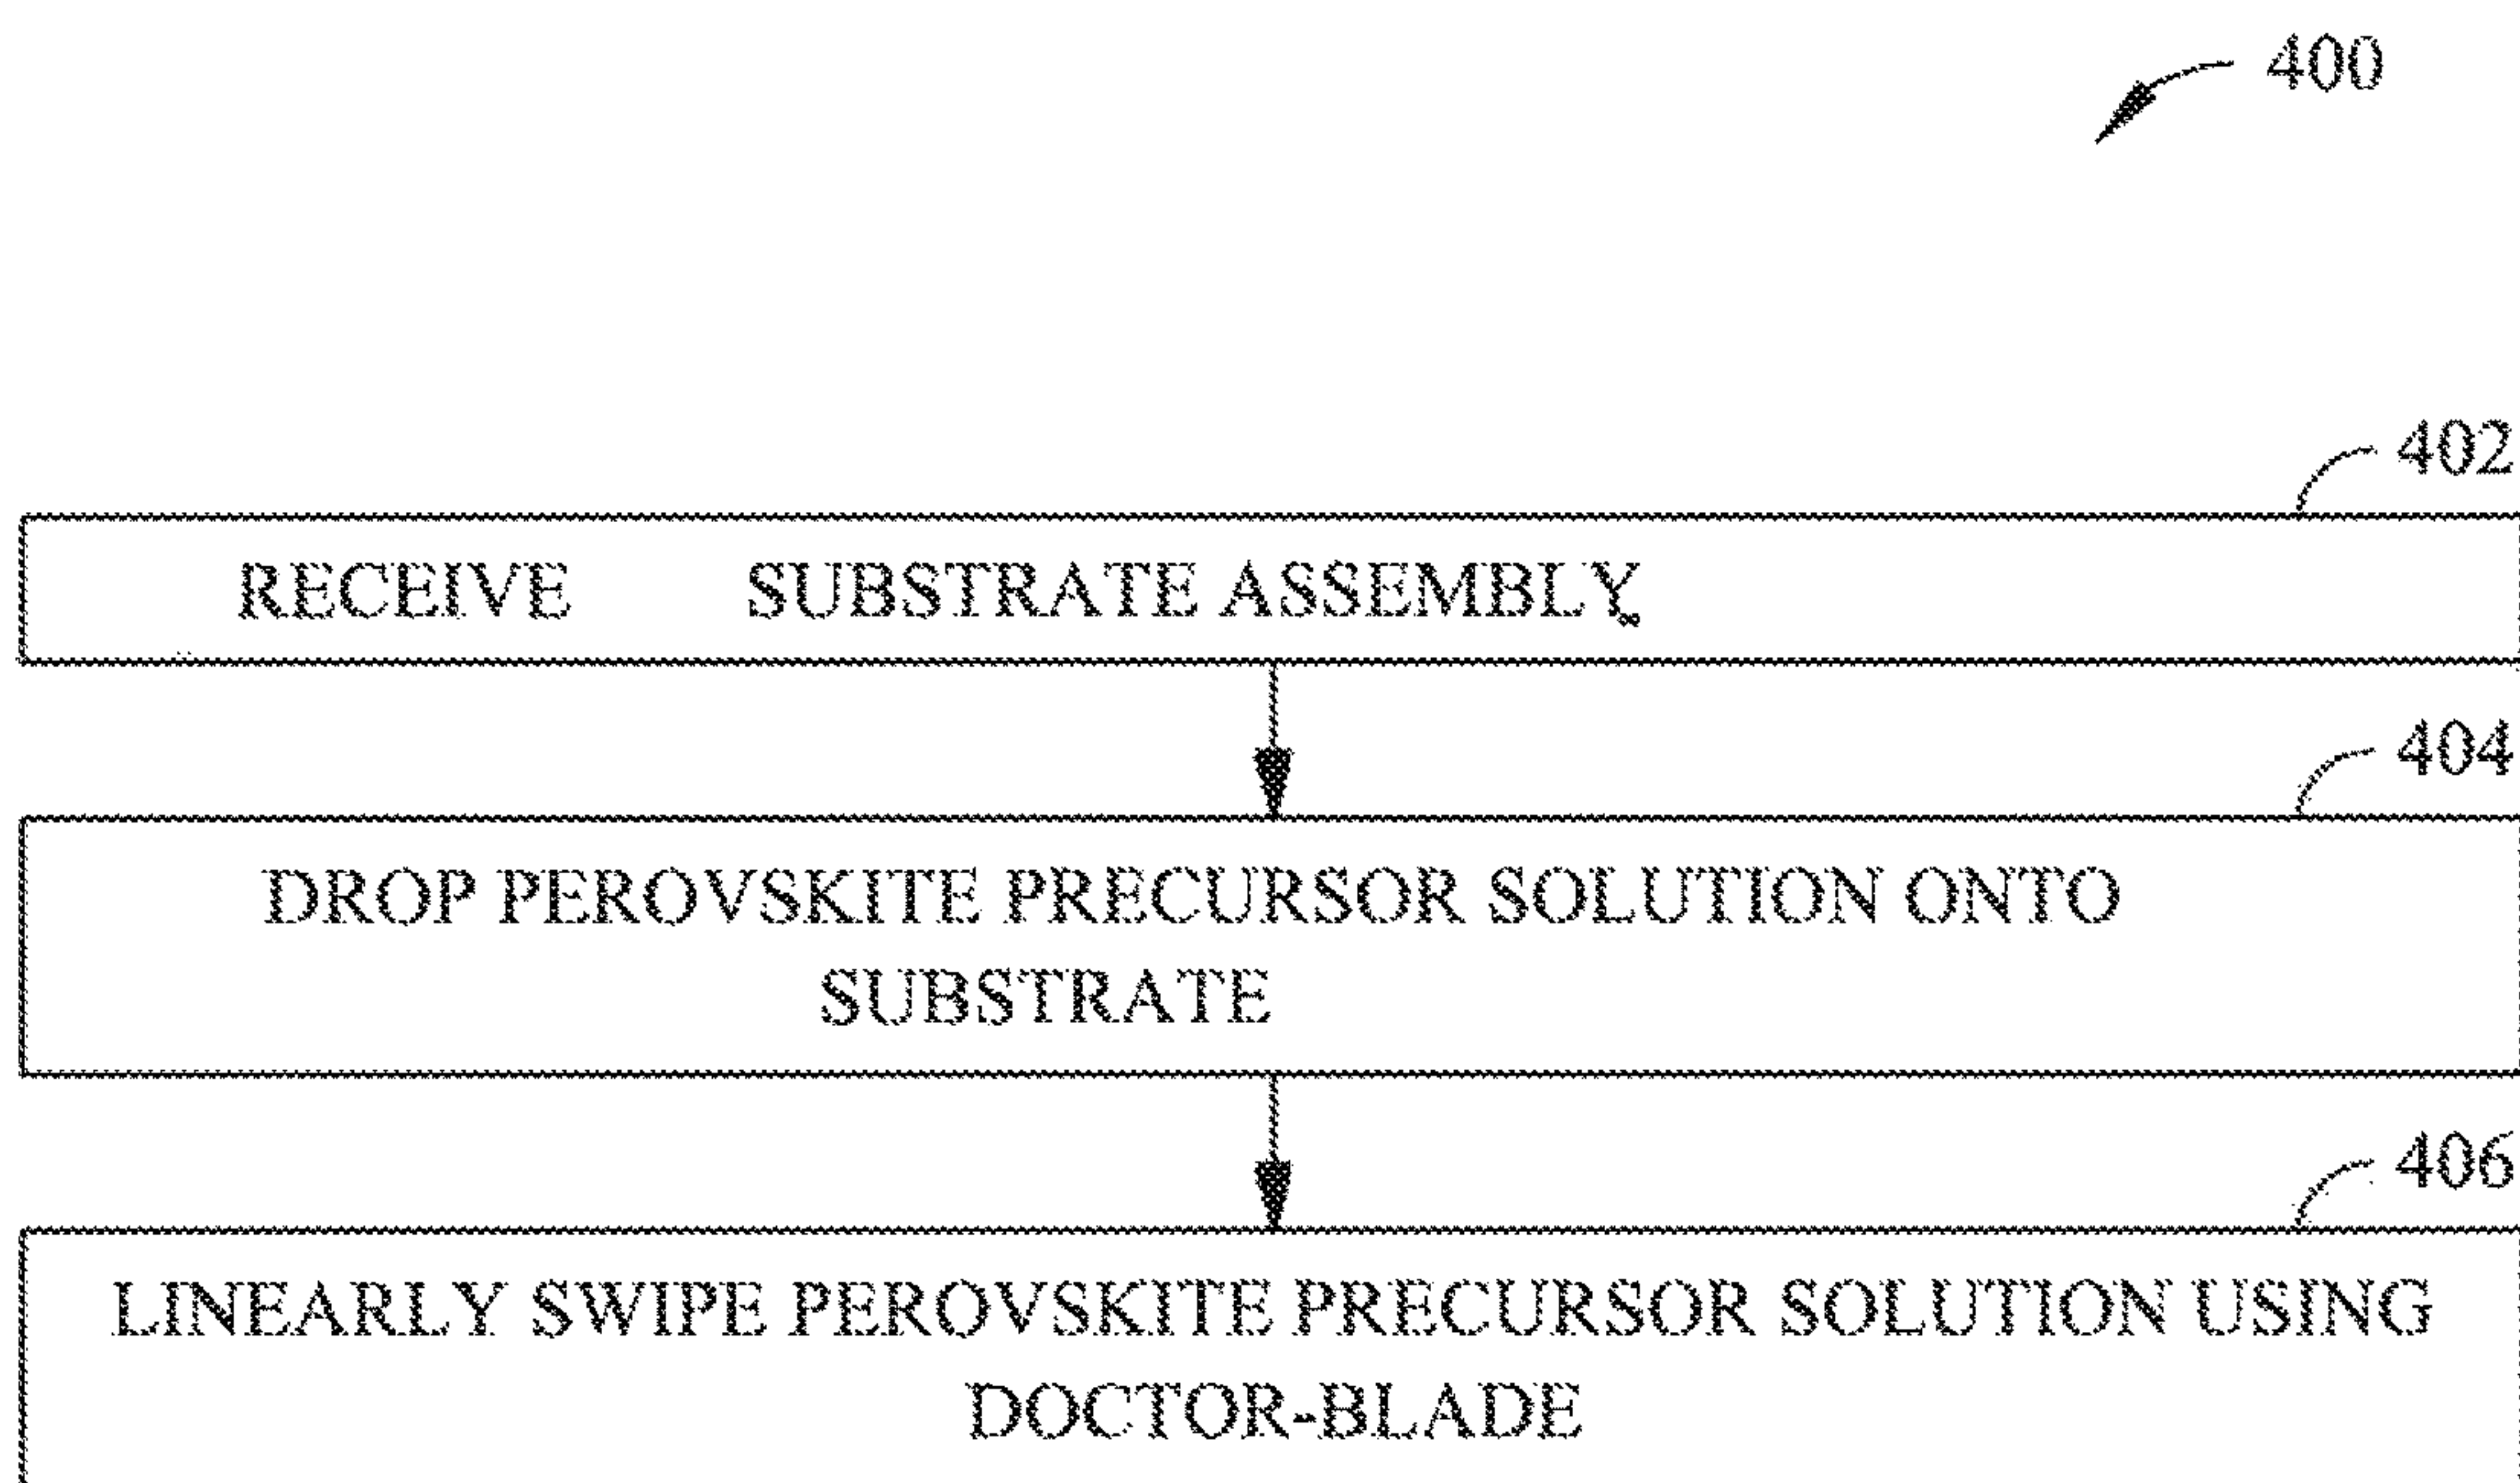 400
402
RECEIVE SUBSTRATE ASSEMBLY
404
DROP PEROVSKITE PRECURSOR SOLUTION ONTO
SUBSTRATE
406
LINEARLY SWIPE PEROVSKITE PRECURSOR SOLUTION USING
DOCTOR-BLADE